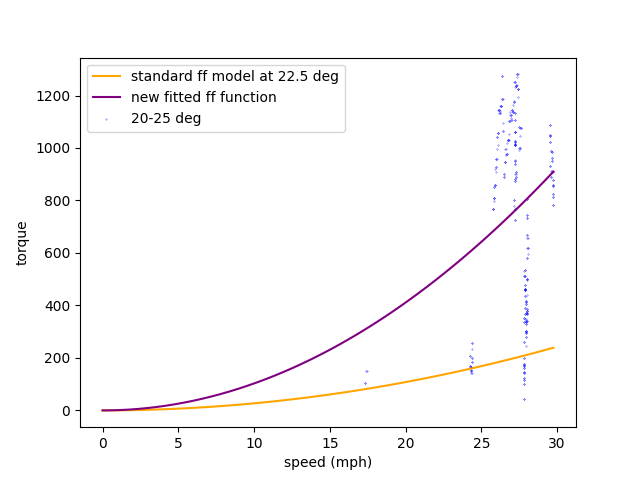 standard ff model at 22.5 deg
new fitted ff function
20-25 deg
torque
1200
1000
800
600
400
200
0
0 5 10 15 20 25 30
speed (mph)